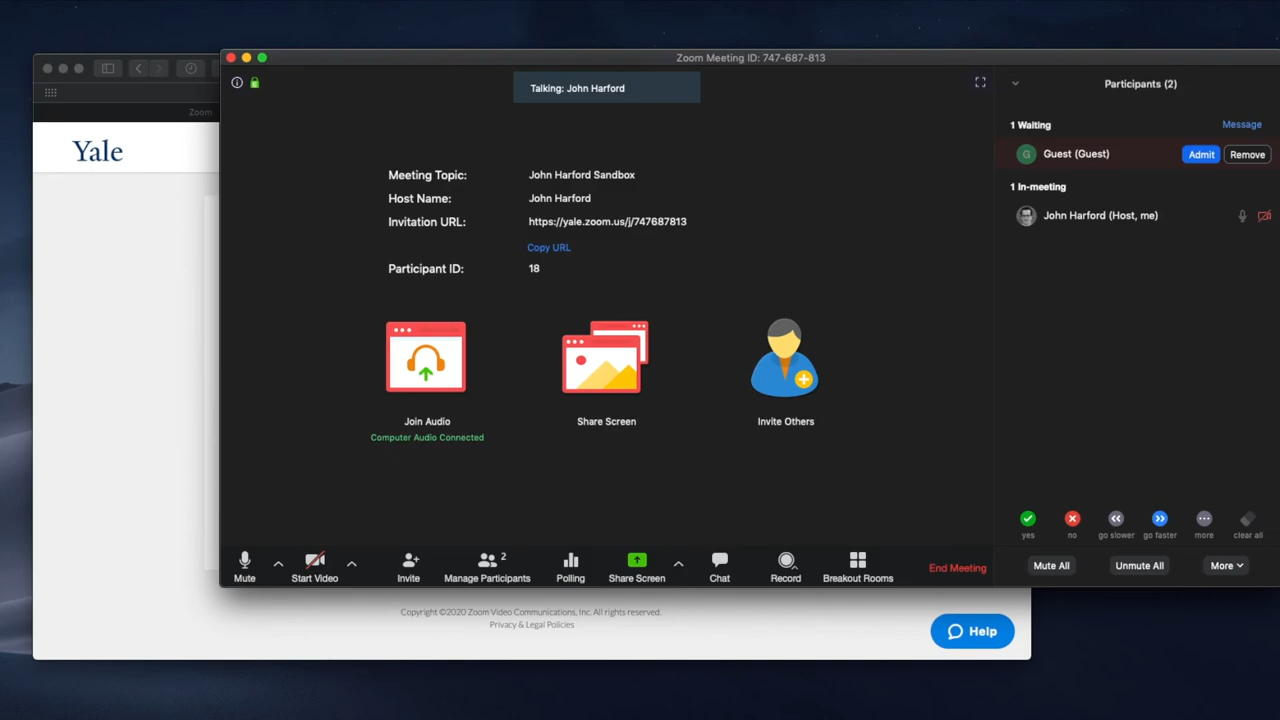 Zoom Meeting ID: 747-687-813
Talking: John Harford
Zoom
Yale
Meeting Topic: John Harford Sandbox
Host Name: John Harford
Invitation URL: https://yale.zoom.us/j/747687813
Copy URL
Participant ID: 18
Join Audio
Computer Audio Connected
Share Screen
Invite Others
Participants (2)
1 Waiting Message
G Guest (Guest) Admit Remove
1 In-meeting
John Harford (Host, me)
yes no go slower go faster more clear all
Mute All Unmute All More
Mute Start Video Invite Manage Participants 2 Polling Share Screen Chat Record Breakout Rooms End Meeting
Copyright ©2020 Zoom Video Communications, Inc. All rights reserved.
Privacy & Legal Policies
Help